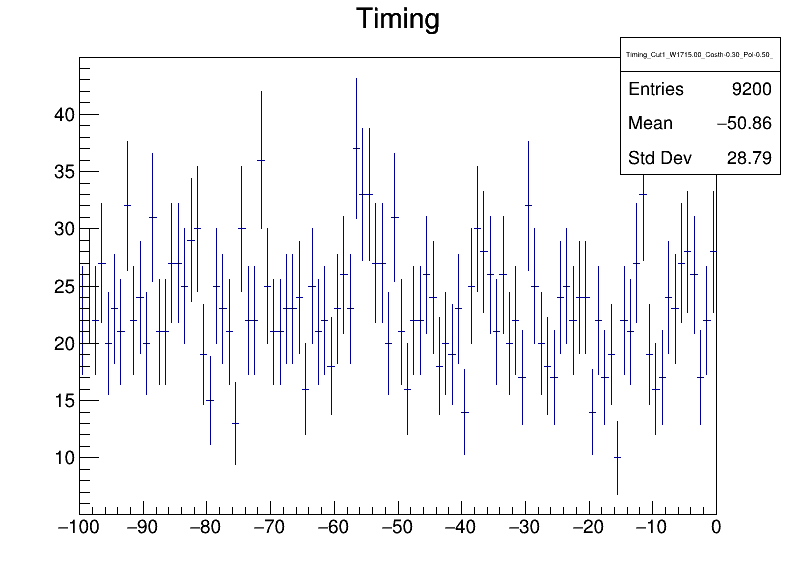 Timing
Timing_Cut1_W1715.00_Costh-0.30_Pol-0.50_
Entries 9200
Mean −50.86
Std Dev 28.79
40
35
30
25
20
15
10
−100 −90 −80 −70 −60 −50 −40 −30 −20 −10 0